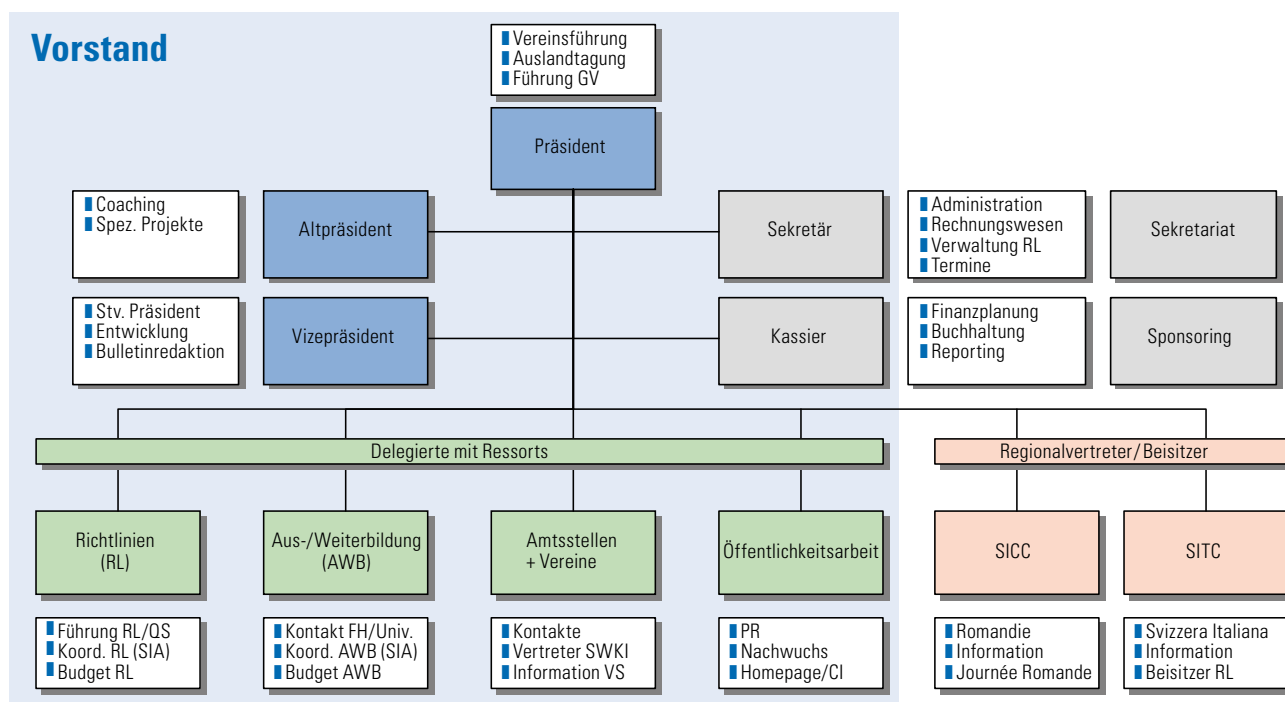 Vorstand
Vereinsführung
Auslandtagung
Führung GV
Präsident
Coaching
Spez. Projekte
Altpräsident
Sekretär
Administration
Rechnungswesen
Verwaltung RL
Termine
Sekretariat
Stv. Präsident
Entwicklung
Bulletinredaktion
Vizepräsident
Kassier
Finanzplanung
Buchhaltung
Reporting
Sponsoring
Delegierte mit Ressorts
Regionalvertreter/Beisitzer
Richtlinien
(RL)
Aus-/Weiterbildung
(AWB)
Amtsstellen
+ Vereine
Öffentlichkeitsarbeit
SICC
SITC
Führung RL/QS
Koord. RL (SIA)
Budget RL
Kontakt FH/Univ.
Koord. AWB (SIA)
Budget AWB
Kontakte
Vertreter SWKI
Information VS
PR
Nachwuchs
Homepage/CI
Romandie
Information
Journée Romande
Svizzera Italiana
Information
Beisitzer RL